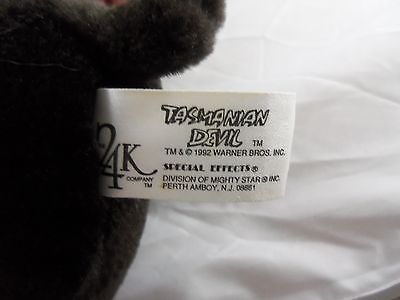 TASMANIAN
DEVIL ™
™ & © 1992 WARNER BROS. INC.
24K
COMPANY ™
SPECIAL EFFECTS®
DIVISION OF MIGHTY STAR ® INC.
PERTH AMBOY, N.J. 08861